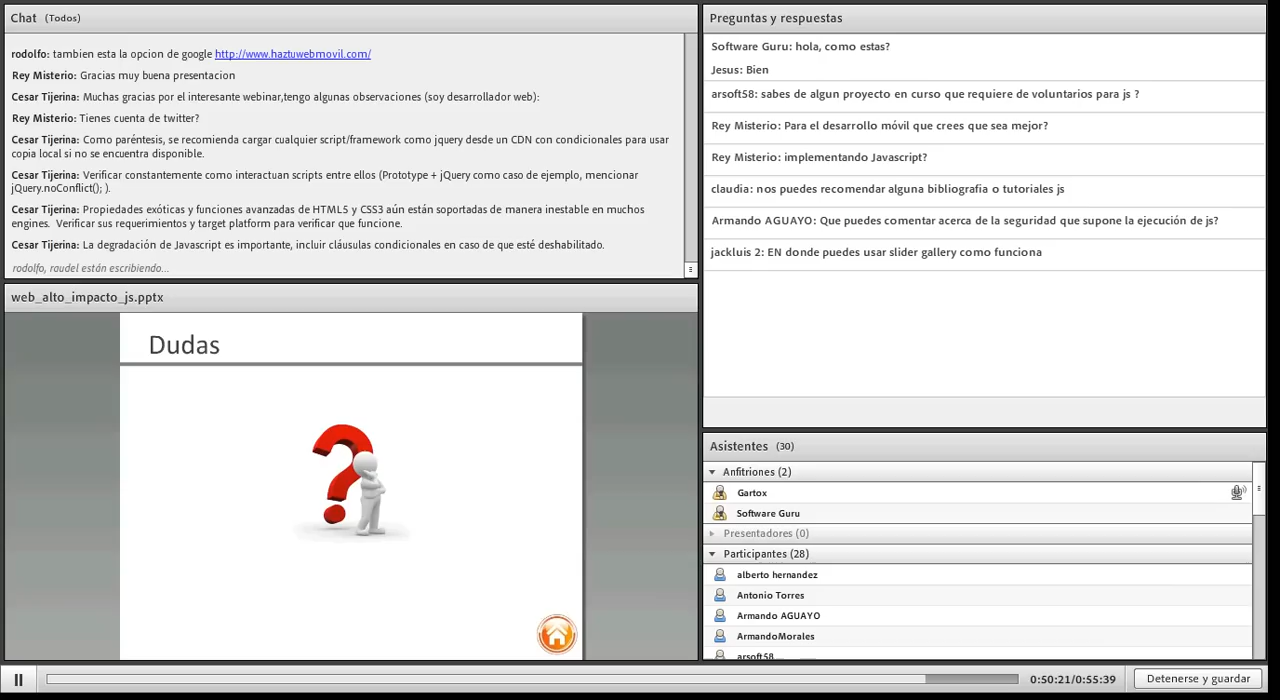 Chat (Todos)
rodolfo: tambien esta la opcion de google http://www.haztuwebmovil.com/
Rey Misterio: Gracias muy buena presentacion
Cesar Tijerina: Muchas gracias por el interesante webinar,tengo algunas observaciones (soy desarrollador web):
Rey Misterio: Tienes cuenta de twitter?
Cesar Tijerina: Como paréntesis, se recomienda cargar cualquier script/framework como jquery desde un CDN con condicionales para usar
copia local si no se encuentra disponible.
Cesar Tijerina: Verificar constantemente como interactuan scripts entre ellos (Prototype + jQuery como caso de ejemplo, mencionar
jQuery.noConflict(); ).
Cesar Tijerina: Propiedades exóticas y funciones avanzadas de HTML5 y CSS3 aún están soportadas de manera inestable en muchos
engines. Verificar sus requerimientos y target platform para verificar que funcione.
Cesar Tijerina: La degradación de Javascript es importante, incluir cláusulas condicionales en caso de que esté deshabilitado.
rodolfo, raudel están escribiendo...
web_alto_impacto_js.pptx
Dudas
Preguntas y respuestas
Software Guru: hola, como estas?
Jesus: Bien
arsoft58: sabes de algun proyecto en curso que requiere de voluntarios para js ?
Rey Misterio: Para el desarrollo móvil que crees que sea mejor?
Rey Misterio: implementando Javascript?
claudia: nos puedes recomendar alguna bibliografia o tutoriales js
Armando AGUAYO: Que puedes comentar acerca de la seguridad que supone la ejecución de js?
jackluis 2: EN donde puedes usar slider gallery como funciona
Asistentes (30)
Anfitriones (2)
Gartox
Software Guru
Presentadores (0)
Participantes (28)
alberto hernandez
Antonio Torres
Armando AGUAYO
ArmandoMorales
arsoft58
0:50:21/0:55:39
Detenerse y guardar